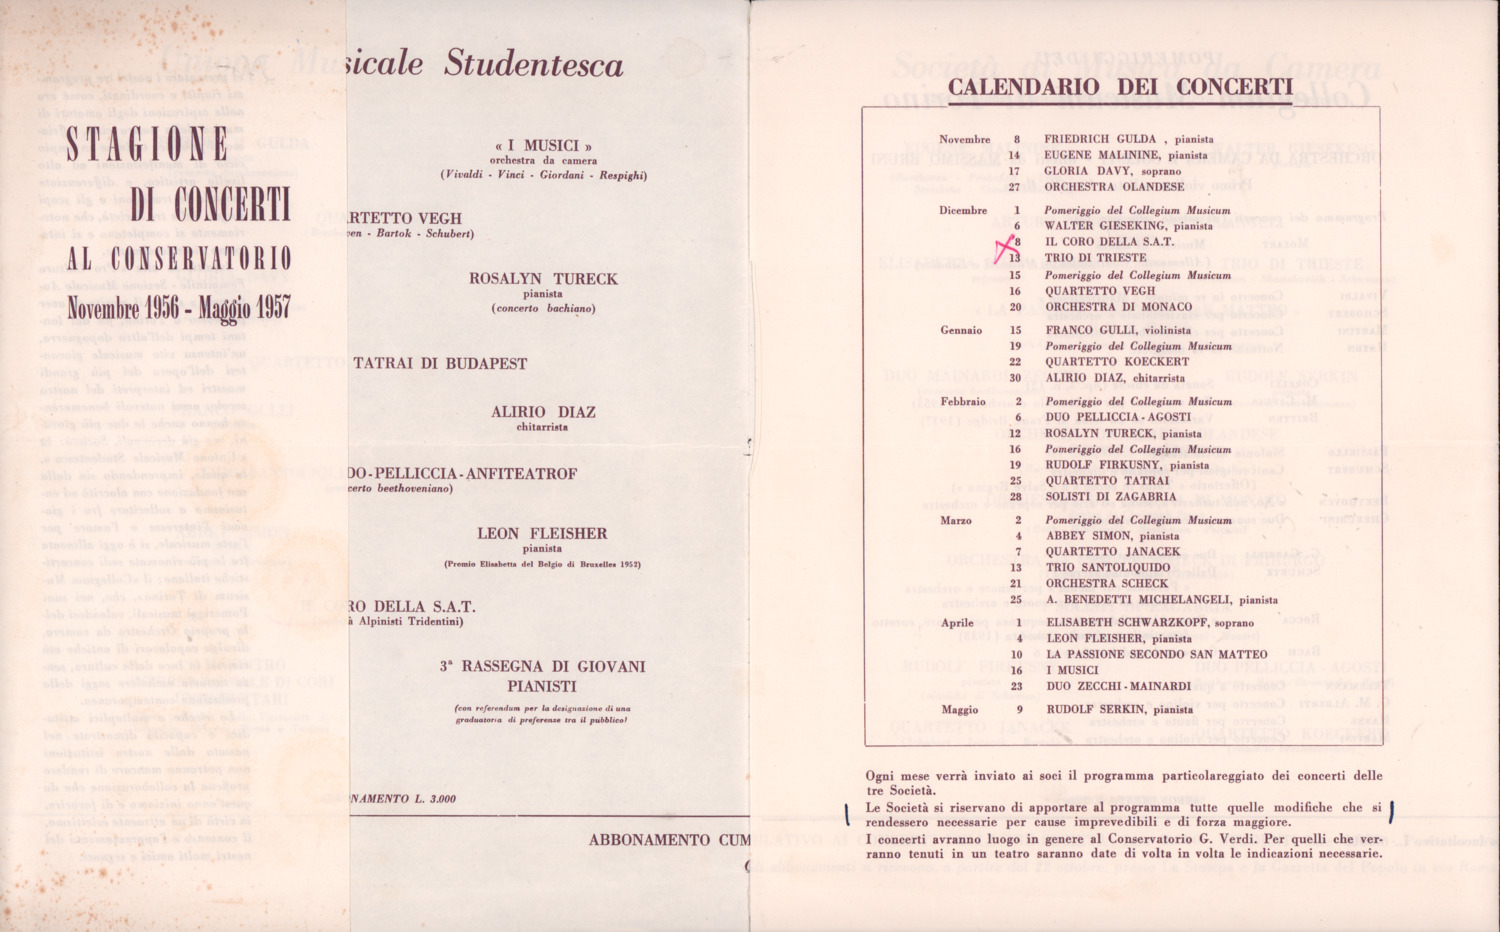 STAGIONE
DI CONCERTI
AL CONSERVATORIO
Novembre 1956 - Maggio 1957
sicale Studentesca
« I MUSICI »
orchestra da camera
(Vivaldi - Vinci - Giordani - Respighi)
RTETTO VEGH
en - Bartok - Schubert)
ROSALYN TURECK
pianista
(concerto bachiano)
TATRAI DI BUDAPEST
ALIRIO DIAZ
chitarrista
DO-PELLICCIA-ANFITEATROF
certo beethoveniano)
LEON FLEISHER
pianista
(Premio Elisabetta del Belgio di Bruxelles 1952)
RO DELLA S.A.T.
à Alpinisti Tridentini)
3ª RASSEGNA DI GIOVANI
PIANISTI
(con referendum per la designazione di una
graduatoria di preferenze tra il pubblico)
NAMENTO L. 3.000
ABBONAMENTO CUM
CALENDARIO DEI CONCERTI
Novembre 8 FRIEDRICH GULDA , pianista
14 EUGENE MALININE, pianista
17 GLORIA DAVY, soprano
27 ORCHESTRA OLANDESE
Dicembre 1 Pomeriggio del Collegium Musicum
6 WALTER GIESEKING, pianista
8 IL CORO DELLA S.A.T.
13 TRIO DI TRIESTE
15 Pomeriggio del Collegium Musicum
16 QUARTETTO VEGH
20 ORCHESTRA DI MONACO
Gennaio 15 FRANCO GULLI, violinista
19 Pomeriggio del Collegium Musicum
22 QUARTETTO KOECKERT
30 ALIRIO DIAZ, chitarrista
Febbraio 2 Pomeriggio del Collegium Musicum
6 DUO PELLICCIA - AGOSTI
12 ROSALYN TURECK, pianista
16 Pomeriggio del Collegium Musicum
19 RUDOLF FIRKUSNY, pianista
25 QUARTETTO TATRAI
28 SOLISTI DI ZAGABRIA
Marzo 2 Pomeriggio del Collegium Musicum
4 ABBEY SIMON, pianista
7 QUARTETTO JANACEK
13 TRIO SANTOLIQUIDO
21 ORCHESTRA SCHECK
25 A. BENEDETTI MICHELANGELI, pianista
Aprile 1 ELISABETH SCHWARZKOPF, soprano
4 LEON FLEISHER, pianista
10 LA PASSIONE SECONDO SAN MATTEO
16 I MUSICI
23 DUO ZECCHI - MAINARDI
Maggio 9 RUDOLF SERKIN, pianista
Ogni mese verrà inviato ai soci il programma particolareggiato dei concerti delle
tre Società.
Le Società si riservano di apportare al programma tutte quelle modifiche che si
rendessero necessarie per cause imprevedibili e di forza maggiore.
I concerti avranno luogo in genere al Conservatorio G. Verdi. Per quelli che ver-
ranno tenuti in un teatro saranno date di volta in volta le indicazioni necessarie.